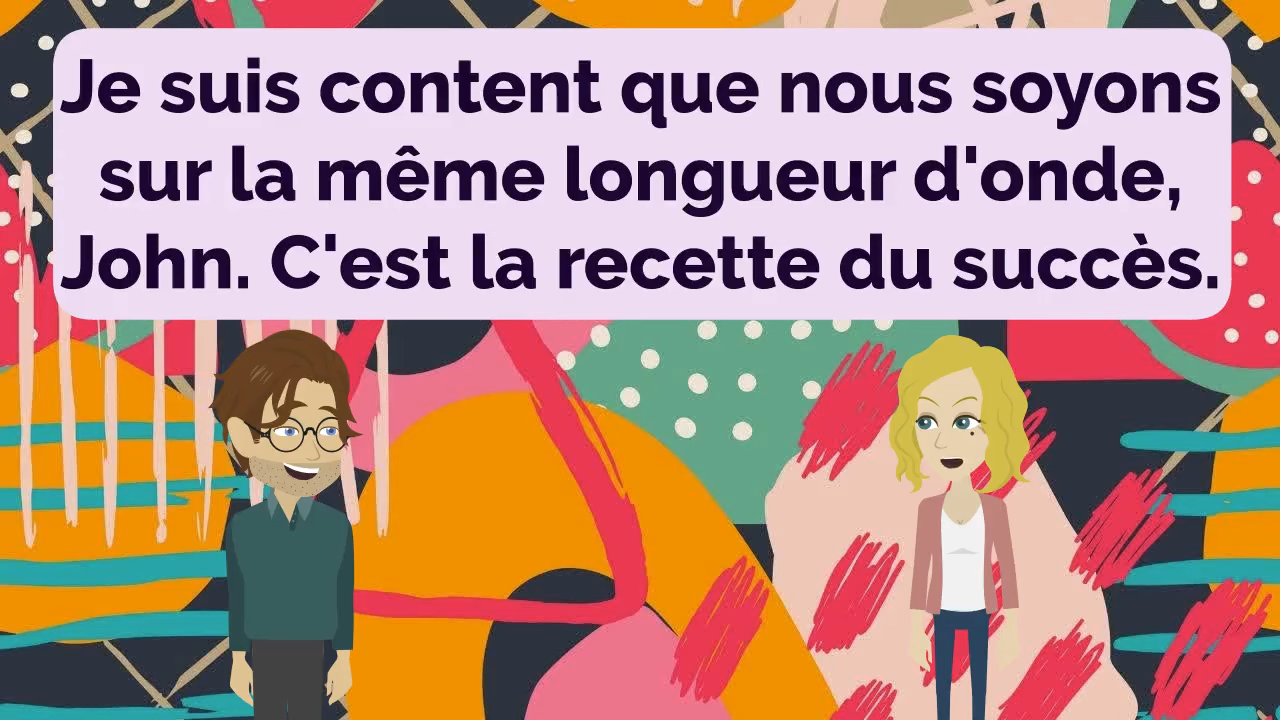 Je suis content que nous soyons
sur la même longueur d'onde,
John. C'est la recette du succès.